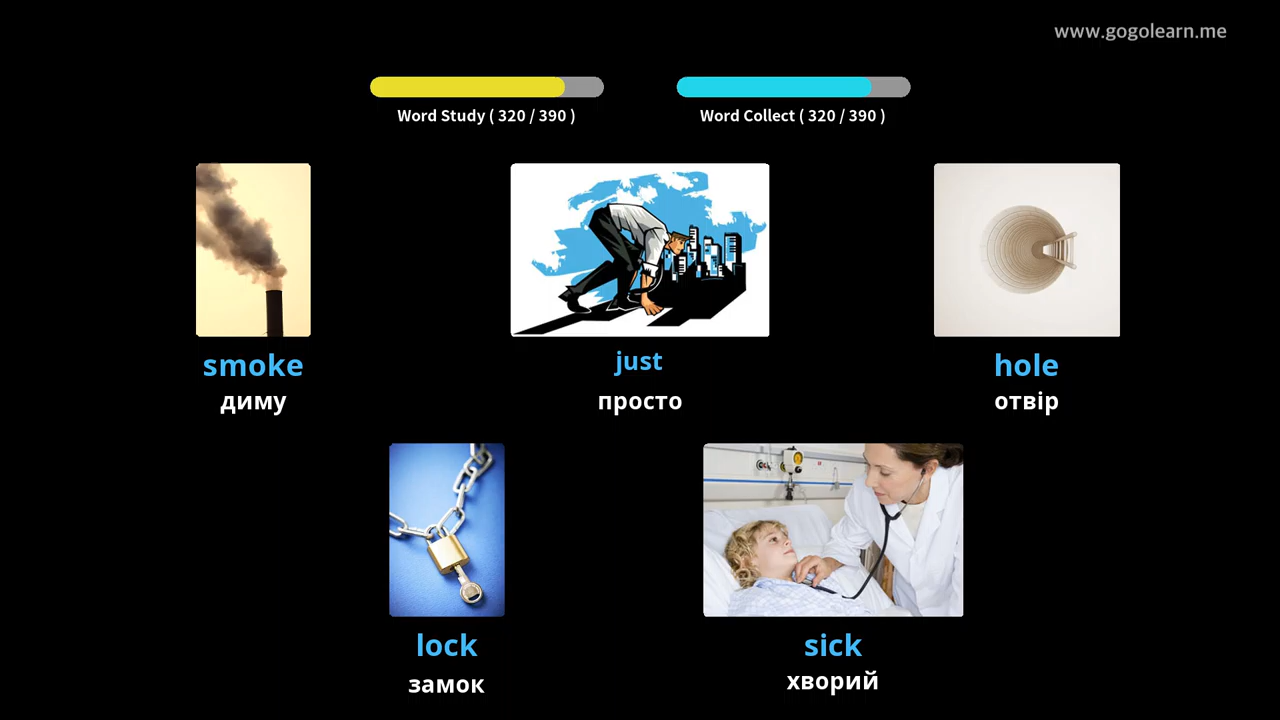 www.gogolearn.me
Word Study ( 320 / 390 )
Word Collect ( 320 / 390 )
smoke
диму
just
просто
hole
отвір
lock
замок
sick
хворий